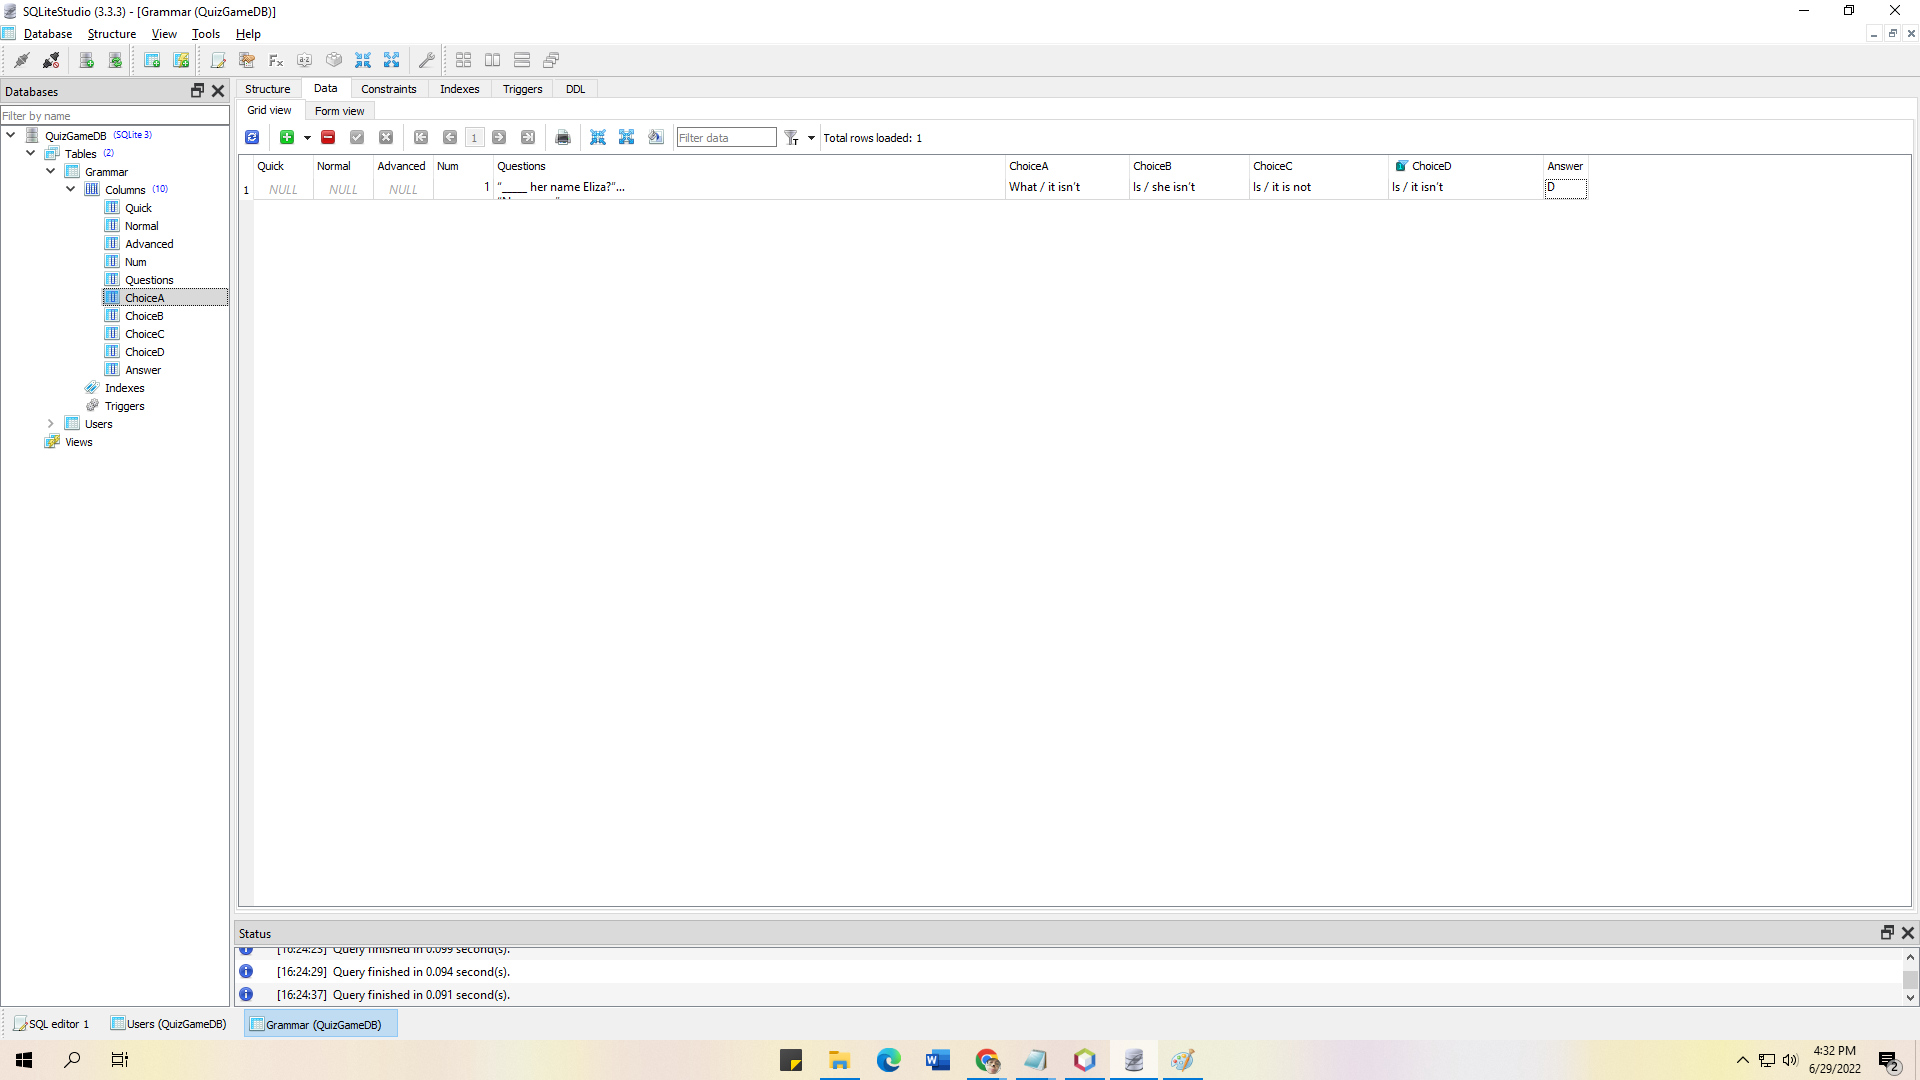 SQLiteStudio (3.3.3) - [Grammar (QuizGameDB)]
Database Structure View Tools Help
Databases
Filter by name
QuizGameDB (SQLite 3)
Tables (2)
Grammar
Columns (10)
Quick
Normal
Advanced
Num
Questions
ChoiceA
ChoiceB
ChoiceC
ChoiceD
Answer
Indexes
Triggers
Users
Views
Structure Data Constraints Indexes Triggers DDL
Grid view Form view
1 Filter data Total rows loaded: 1
Quick Normal Advanced Num Questions ChoiceA ChoiceB ChoiceC ChoiceD Answer
1 NULL NULL NULL 1 "____ her name Eliza?"... What / it isn't Is / she isn't Is / it is not Is / it isn't D
Status
[16:24:23] Query finished in 0.099 second(s).
[16:24:29] Query finished in 0.094 second(s).
[16:24:37] Query finished in 0.091 second(s).
SQL editor 1 Users (QuizGameDB) Grammar (QuizGameDB)
4:32 PM
6/29/2022
2